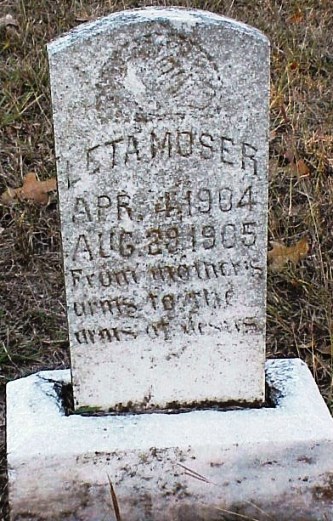 LETA MOSER
APR. 4, 1904
AUG. 29, 1905
From mother's
arms to the
arms of Jesus